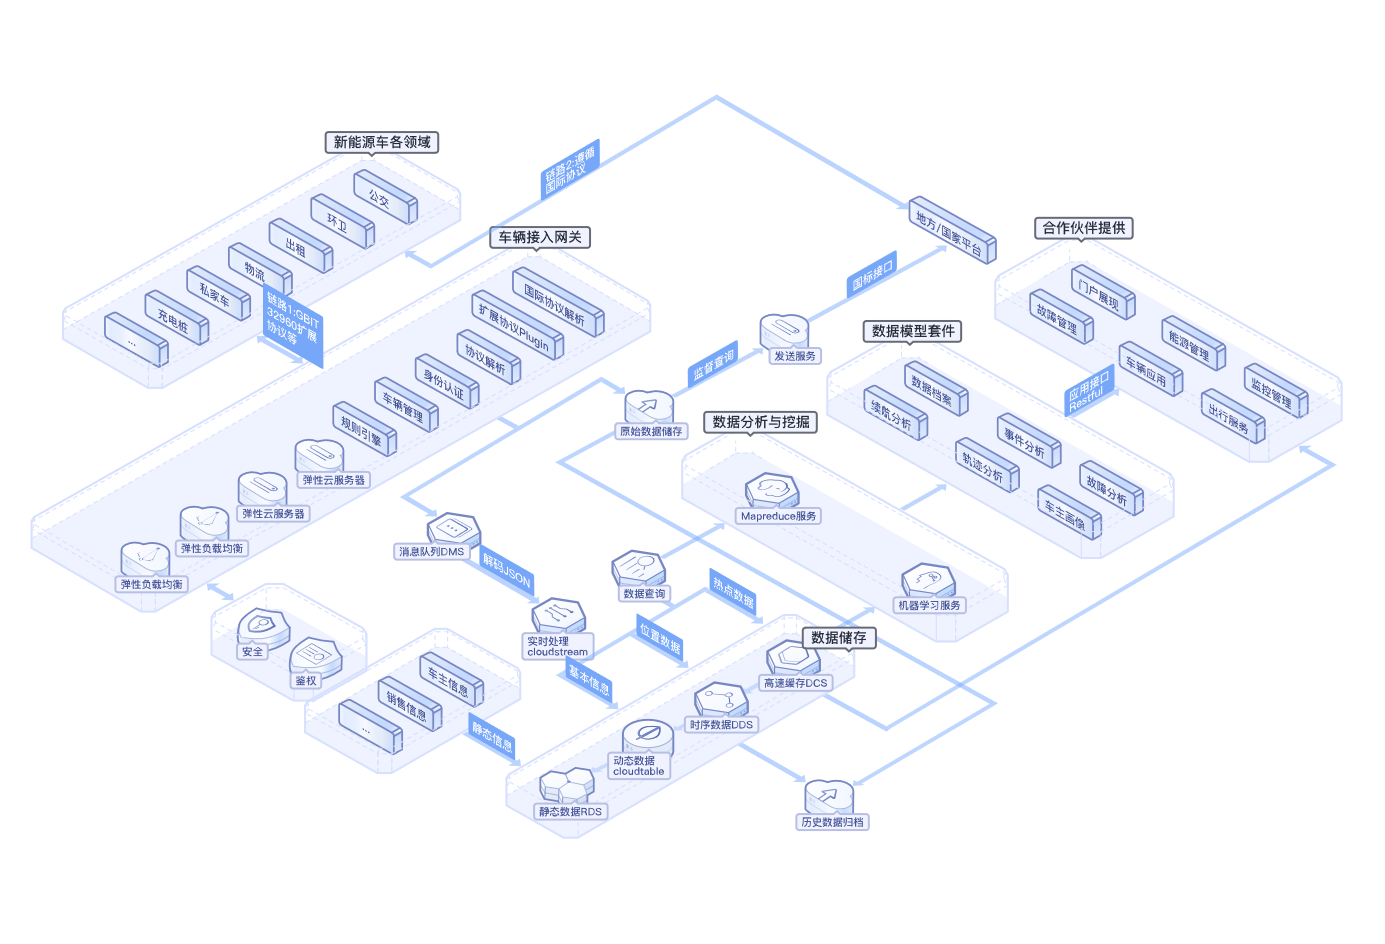 新能源车各领域
公交
环卫
出租
物流
私家车
充电桩
...
链路1:GB\T
32960扩展
协议等
链路2:遵循
国际协议
车辆接入网关
国际协议解析
扩展协议Plugin
协议解析
身份认证
车辆管理
规则引擎
弹性云服务器
弹性云服务器
弹性负载均衡
弹性负载均衡
安全
鉴权
车主信息
销售信息
...
静态信息
地方/国家平台
国标接口
发送服务
监督查询
原始数据储存
消息队列DMS
解码JSON
实时处理
cloudstream
数据查询
热点数据
位置数据
基本信息
数据储存
高速缓存DCS
时序数据DDS
动态数据
cloudtable
静态数据RDS
历史数据归档
数据分析与挖掘
Mapreduce服务
机器学习服务
数据模型套件
数据档案
续航分析
事件分析
轨迹分析
故障分析
车主画像
应用接口
Restful
合作伙伴提供
门户展现
故障管理
能源管理
车辆应用
监控管理
出行服务